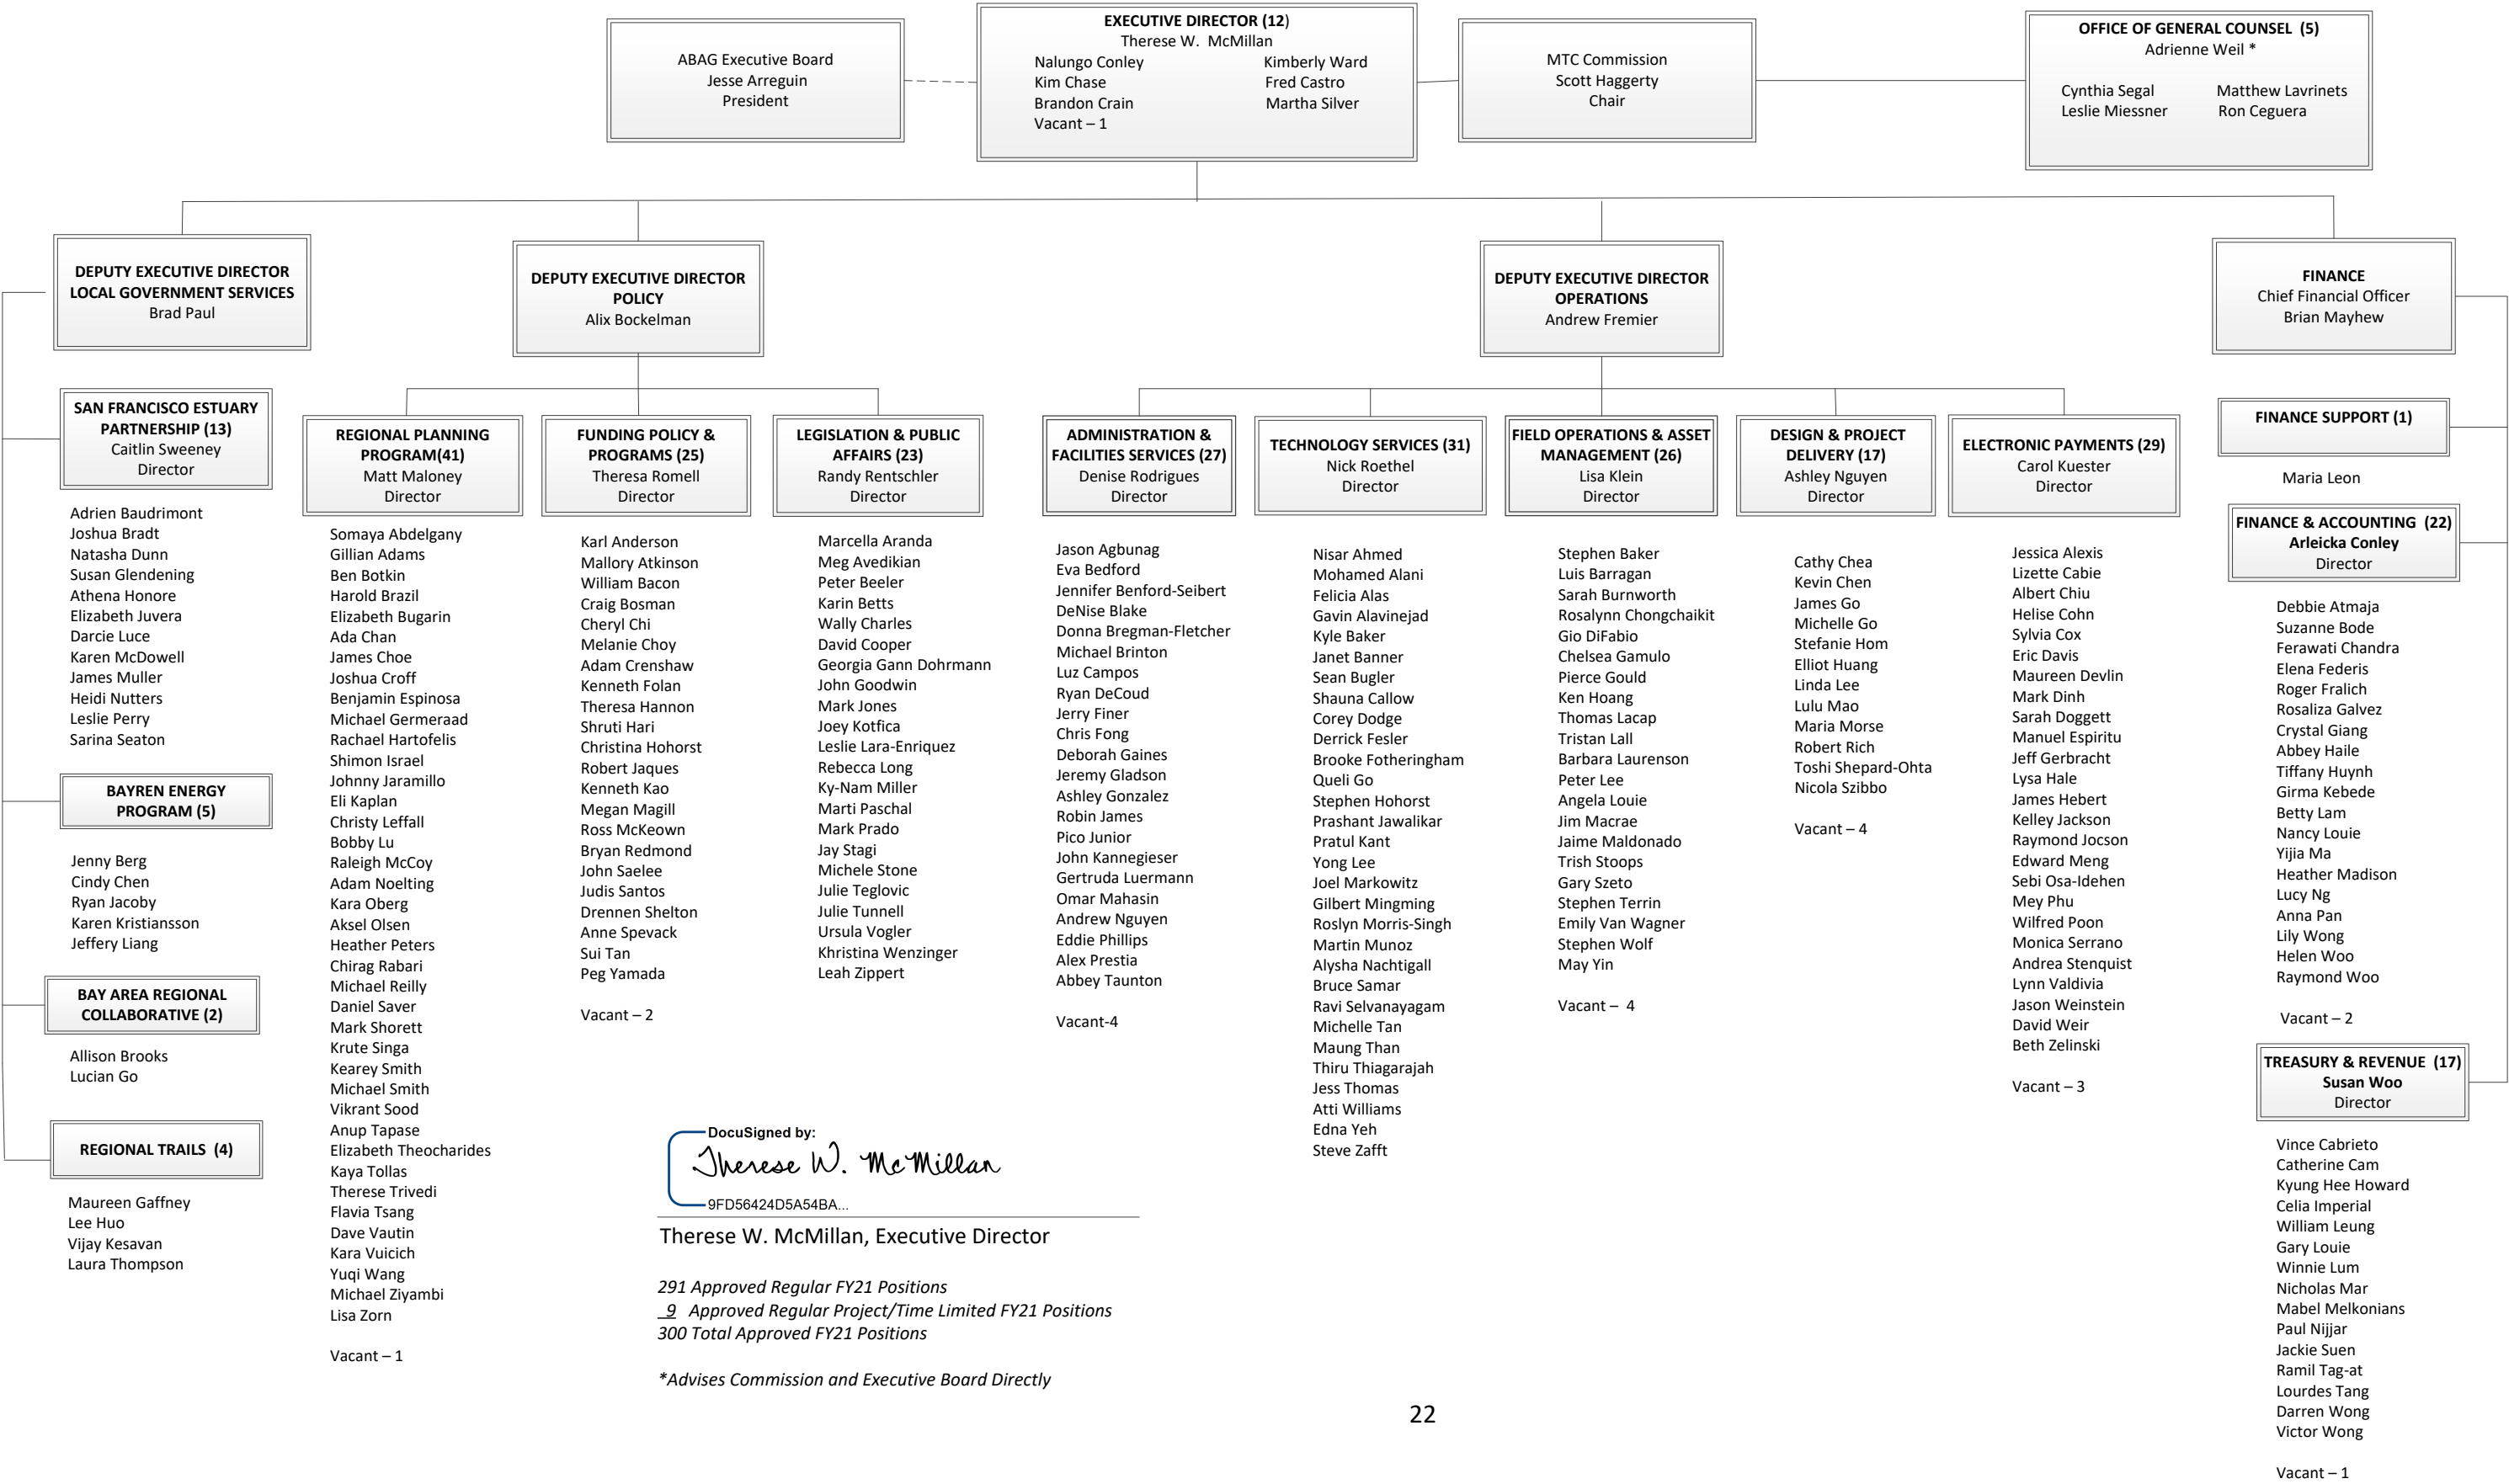 ABAG Executive Board
Jesse Arreguin
President
EXECUTIVE DIRECTOR (12)
Therese W. McMillan
Nalungo Conley
Kim Chase
Brandon Crain
Vacant – 1
Kimberly Ward
Fred Castro
Martha Silver
MTC Commission
Scott Haggerty
Chair
OFFICE OF GENERAL COUNSEL (5)
Adrienne Weil *
Cynthia Segal
Leslie Miessner
Matthew Lavrinets
Ron Ceguera
DEPUTY EXECUTIVE DIRECTOR
LOCAL GOVERNMENT SERVICES
Brad Paul
DEPUTY EXECUTIVE DIRECTOR
POLICY
Alix Bockelman
DEPUTY EXECUTIVE DIRECTOR
OPERATIONS
Andrew Fremier
FINANCE
Chief Financial Officer
Brian Mayhew
SAN FRANCISCO ESTUARY
PARTNERSHIP (13)
Caitlin Sweeney
Director
Adrien Baudrimont
Joshua Bradt
Natasha Dunn
Susan Glendening
Athena Honore
Elizabeth Juvera
Darcie Luce
Karen McDowell
James Muller
Heidi Nutters
Leslie Perry
Sarina Seaton
BAYREN ENERGY
PROGRAM (5)
Jenny Berg
Cindy Chen
Ryan Jacoby
Karen Kristiansson
Jeffery Liang
BAY AREA REGIONAL
COLLABORATIVE (2)
Allison Brooks
Lucian Go
REGIONAL TRAILS (4)
Maureen Gaffney
Lee Huo
Vijay Kesavan
Laura Thompson
REGIONAL PLANNING
PROGRAM(41)
Matt Maloney
Director
Somaya Abdelgany
Gillian Adams
Ben Botkin
Harold Brazil
Elizabeth Bugarin
Ada Chan
James Choe
Joshua Croff
Benjamin Espinosa
Michael Germeraad
Rachael Hartofelis
Shimon Israel
Johnny Jaramillo
Eli Kaplan
Christy Leffall
Bobby Lu
Raleigh McCoy
Adam Noelting
Kara Oberg
Aksel Olsen
Heather Peters
Chirag Rabari
Michael Reilly
Daniel Saver
Mark Shorett
Krute Singa
Kearey Smith
Michael Smith
Vikrant Sood
Anup Tapase
Elizabeth Theocharides
Kaya Tollas
Therese Trivedi
Flavia Tsang
Dave Vautin
Kara Vuicich
Yuqi Wang
Michael Ziyambi
Lisa Zorn
Vacant – 1
FUNDING POLICY &
PROGRAMS (25)
Theresa Romell
Director
Karl Anderson
Mallory Atkinson
William Bacon
Craig Bosman
Cheryl Chi
Melanie Choy
Adam Crenshaw
Kenneth Folan
Theresa Hannon
Shruti Hari
Christina Hohorst
Robert Jaques
Kenneth Kao
Megan Magill
Ross McKeown
Bryan Redmond
John Saelee
Judis Santos
Drennen Shelton
Anne Spevack
Sui Tan
Peg Yamada
Vacant – 2
LEGISLATION & PUBLIC
AFFAIRS (23)
Randy Rentschler
Director
Marcella Aranda
Meg Avedikian
Peter Beeler
Karin Betts
Wally Charles
David Cooper
Georgia Gann Dohrmann
John Goodwin
Mark Jones
Joey Kotfica
Leslie Lara-Enriquez
Rebecca Long
Ky-Nam Miller
Marti Paschal
Mark Prado
Jay Stagi
Michele Stone
Julie Teglovic
Julie Tunnell
Ursula Vogler
Khristina Wenzinger
Leah Zippert
ADMINISTRATION &
FACILITIES SERVICES (27)
Denise Rodrigues
Director
Jason Agbunag
Eva Bedford
Jennifer Benford-Seibert
DeNise Blake
Donna Bregman-Fletcher
Michael Brinton
Luz Campos
Ryan DeCoud
Jerry Finer
Chris Fong
Deborah Gaines
Jeremy Gladson
Ashley Gonzalez
Robin James
Pico Junior
John Kannegieser
Gertruda Luermann
Omar Mahasin
Andrew Nguyen
Eddie Phillips
Alex Prestia
Abbey Taunton
Vacant-4
TECHNOLOGY SERVICES (31)
Nick Roethel
Director
Nisar Ahmed
Mohamed Alani
Felicia Alas
Gavin Alavinejad
Kyle Baker
Janet Banner
Sean Bugler
Shauna Callow
Corey Dodge
Derrick Fesler
Brooke Fotheringham
Queli Go
Stephen Hohorst
Prashant Jawalikar
Pratul Kant
Yong Lee
Joel Markowitz
Gilbert Mingming
Roslyn Morris-Singh
Martin Munoz
Alysha Nachtigall
Bruce Samar
Ravi Selvanayagam
Michelle Tan
Maung Than
Thiru Thiagarajah
Jess Thomas
Atti Williams
Edna Yeh
Steve Zafft
FIELD OPERATIONS & ASSET
MANAGEMENT (26)
Lisa Klein
Director
Stephen Baker
Luis Barragan
Sarah Burnworth
Rosalynn Chongchaikit
Gio DiFabio
Chelsea Gamulo
Pierce Gould
Ken Hoang
Thomas Lacap
Tristan Lall
Barbara Laurenson
Peter Lee
Angela Louie
Jim Macrae
Jaime Maldonado
Trish Stoops
Gary Szeto
Stephen Terrin
Emily Van Wagner
Stephen Wolf
May Yin
Vacant – 4
DESIGN & PROJECT
DELIVERY (17)
Ashley Nguyen
Director
Cathy Chea
Kevin Chen
James Go
Michelle Go
Stefanie Hom
Elliot Huang
Linda Lee
Lulu Mao
Maria Morse
Robert Rich
Toshi Shepard-Ohta
Nicola Szibbo
Vacant – 4
ELECTRONIC PAYMENTS (29)
Carol Kuester
Director
Jessica Alexis
Lizette Cabie
Albert Chiu
Helise Cohn
Sylvia Cox
Eric Davis
Maureen Devlin
Mark Dinh
Sarah Doggett
Manuel Espiritu
Jeff Gerbracht
Lysa Hale
James Hebert
Kelley Jackson
Raymond Jocson
Edward Meng
Sebi Osa-Idehen
Mey Phu
Wilfred Poon
Monica Serrano
Andrea Stenquist
Lynn Valdivia
Jason Weinstein
David Weir
Beth Zelinski
Vacant – 3
FINANCE SUPPORT (1)
Maria Leon
FINANCE & ACCOUNTING (22)
Arleicka Conley
Director
Debbie Atmaja
Suzanne Bode
Ferawati Chandra
Elena Federis
Roger Fralich
Rosaliza Galvez
Crystal Giang
Abbey Haile
Tiffany Huynh
Girma Kebede
Betty Lam
Nancy Louie
Yijia Ma
Heather Madison
Lucy Ng
Anna Pan
Lily Wong
Helen Woo
Raymond Woo
Vacant – 2
TREASURY & REVENUE (17)
Susan Woo
Director
Vince Cabrieto
Catherine Cam
Kyung Hee Howard
Celia Imperial
William Leung
Gary Louie
Winnie Lum
Nicholas Mar
Mabel Melkonians
Paul Nijjar
Jackie Suen
Ramil Tag-at
Lourdes Tang
Darren Wong
Victor Wong
Vacant – 1
DocuSigned by:
Therese W. McMillan
9FD56424D5A54BA...
Therese W. McMillan, Executive Director
291 Approved Regular FY21 Positions
9 Approved Regular Project/Time Limited FY21 Positions
300 Total Approved FY21 Positions
*Advises Commission and Executive Board Directly
22